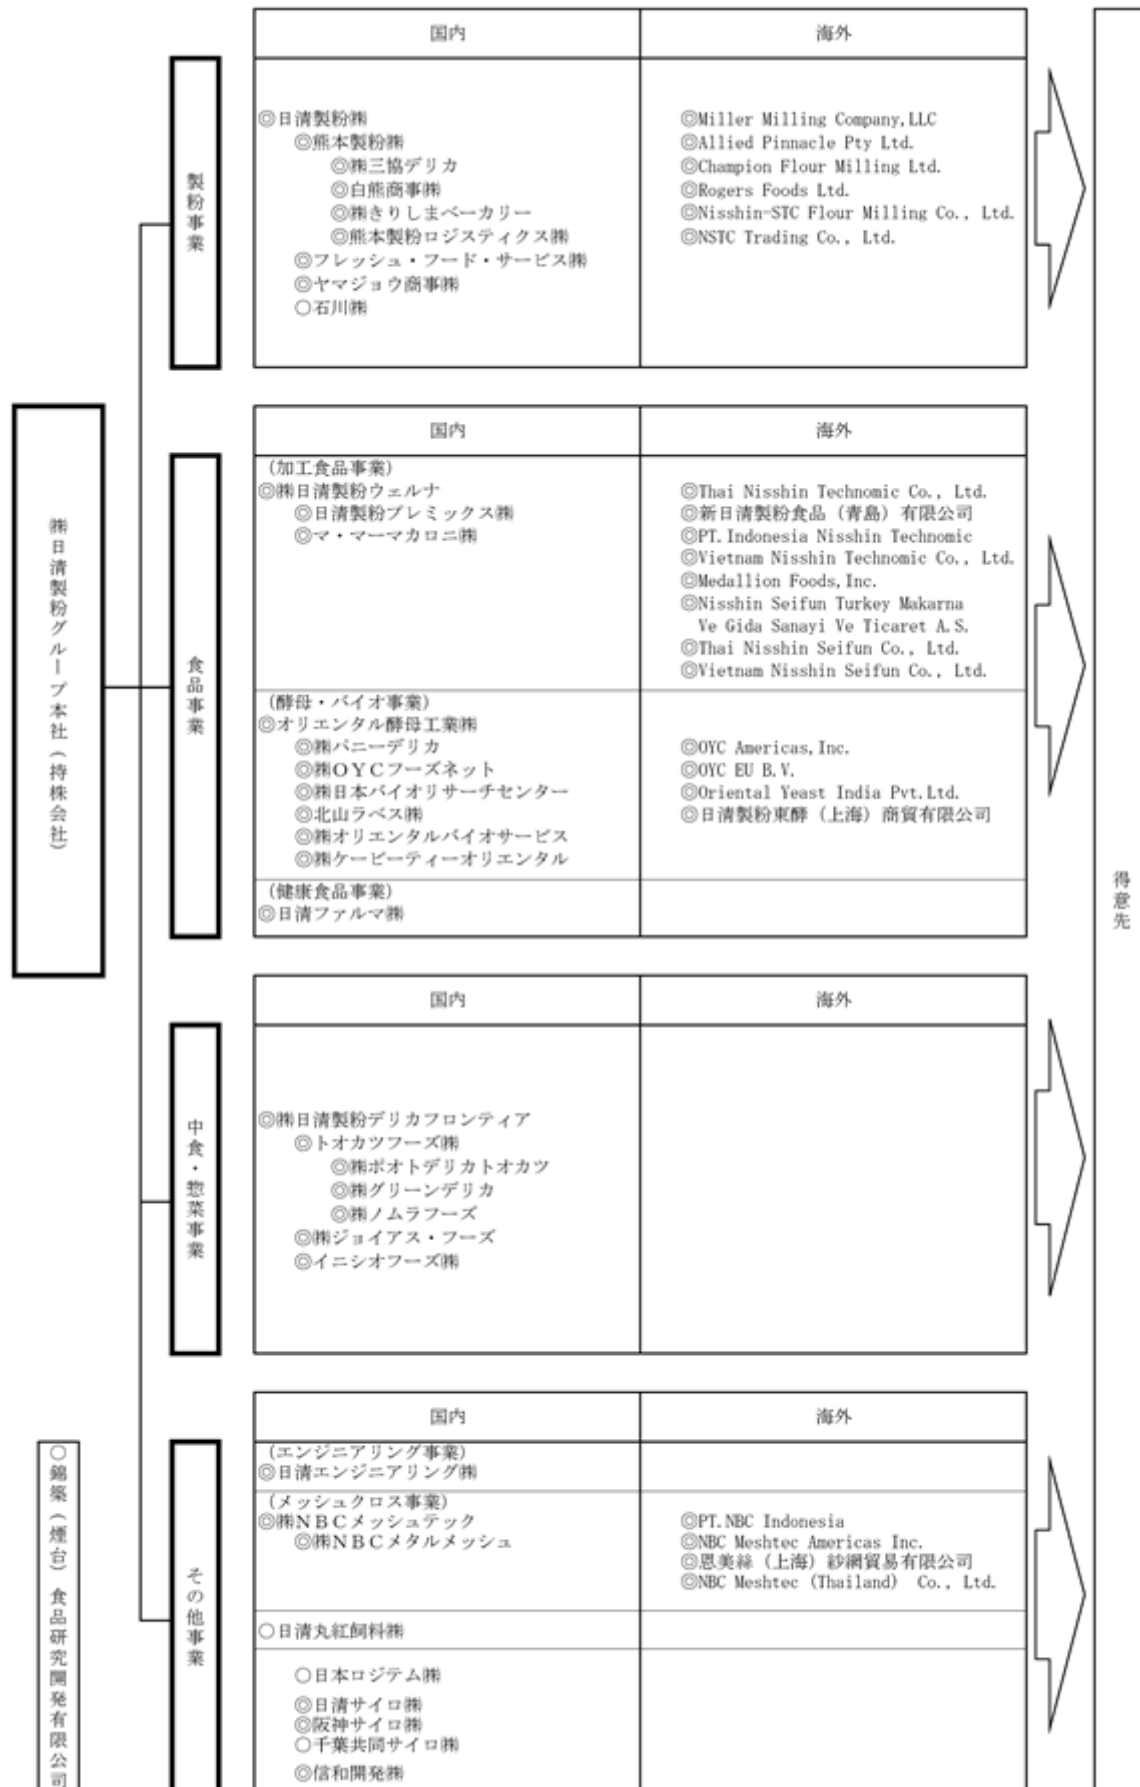 ㈱日清製粉グループ本社(持株会社)
製粉事業
国内
海外
◎日清製粉㈱
◎熊本製粉㈱
◎㈱三協デリカ
◎白熊商事㈱
◎㈱きりしまベーカリー
◎熊本製粉ロジスティクス㈱
◎フレッシュ・フード・サービス㈱
◎ヤマジョウ商事㈱
○石川㈱
◎Miller Milling Company,LLC
◎Allied Pinnacle Pty Ltd.
◎Champion Flour Milling Ltd.
◎Rogers Foods Ltd.
◎Nisshin-STC Flour Milling Co., Ltd.
◎NSTC Trading Co., Ltd.
食品事業
国内
海外
(加工食品事業)
◎㈱日清製粉ウェルナ
◎日清製粉プレミックス㈱
◎マ・マーマカロニ㈱
◎Thai Nisshin Technomic Co., Ltd.
◎新日清製粉食品(青島)有限公司
◎PT.Indonesia Nisshin Technomic
◎Vietnam Nisshin Technomic Co., Ltd.
◎Medallion Foods,Inc.
◎Nisshin Seifun Turkey Makarna
Ve Gida Sanayi Ve Ticaret A.S.
◎Thai Nisshin Seifun Co., Ltd.
◎Vietnam Nisshin Seifun Co., Ltd.
(酵母・バイオ事業)
◎オリエンタル酵母工業㈱
◎㈱パニーデリカ
◎㈱OYCフーズネット
◎㈱日本バイオリサーチセンター
◎北山ラベス㈱
◎㈱オリエンタルバイオサービス
◎㈱ケービーティーオリエンタル
◎OYC Americas,Inc.
◎OYC EU B.V.
◎Oriental Yeast India Pvt.Ltd.
◎日清製粉東酵(上海)商貿有限公司
(健康食品事業)
◎日清ファルマ㈱
中食・惣菜事業
国内
海外
◎㈱日清製粉デリカフロンティア
◎トオカツフーズ㈱
◎㈱ポオトデリカトオカツ
◎㈱グリーンデリカ
◎㈱ノムラフーズ
◎㈱ジョイアス・フーズ
◎イニシオフーズ㈱
その他事業
国内
海外
(エンジニアリング事業)
◎日清エンジニアリング㈱
(メッシュクロス事業)
◎㈱NBCメッシュテック
◎㈱NBCメタルメッシュ
◎PT.NBC Indonesia
◎NBC Meshtec Americas Inc.
◎恩美絲(上海)紗網貿易有限公司
◎NBC Meshtec (Thailand) Co., Ltd.
○日清丸紅飼料㈱
○日本ロジテム㈱
◎日清サイロ㈱
◎阪神サイロ㈱
○千葉共同サイロ㈱
◎信和開発㈱
○錦築(煙台)食品研究開発有限公司
得意先